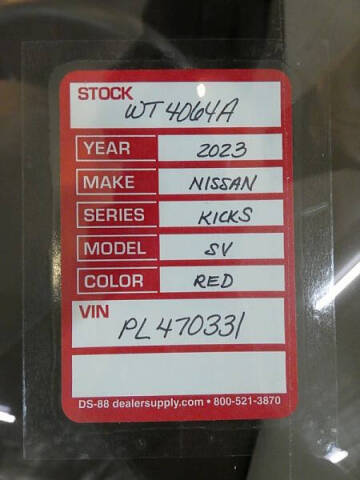 STOCK
WT4064A
YEAR 2023
MAKE NISSAN
SERIES KICKS
MODEL SV
COLOR RED
VIN
PL470331
DS-88 dealersupply.com • 800-521-3870